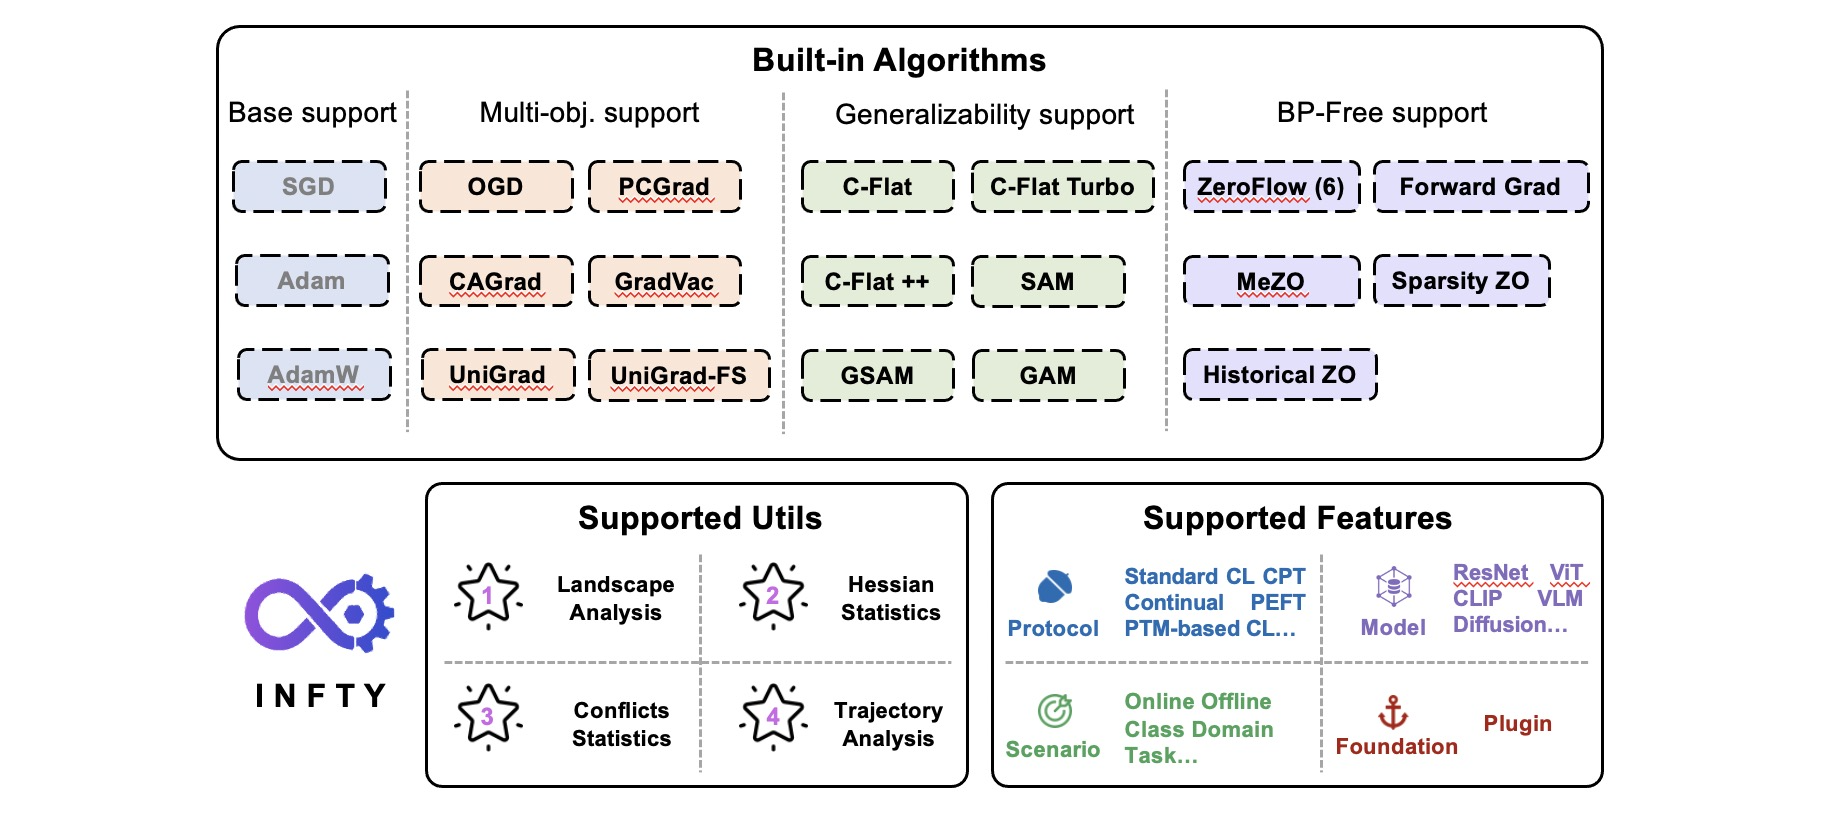 Built-in Algorithms
Base support
Multi-obj. support
Generalizability support
BP-Free support
SGD
OGD
PCGrad
C-Flat
C-Flat Turbo
ZeroFlow (6)
Forward Grad
Adam
CAGrad
GradVac
C-Flat ++
SAM
MeZO
Sparsity ZO
AdamW
UniGrad
UniGrad-FS
GSAM
GAM
Historical ZO
INFTY
Supported Utils
1
Landscape
Analysis
2
Hessian
Statistics
3
Conflicts
Statistics
4
Trajectory
Analysis
Supported Features
Protocol
Standard CL CPT
Continual PEFT
PTM-based CL...
Model
ResNet ViT
CLIP VLM
Diffusion...
Scenario
Online Offline
Class Domain
Task...
Foundation
Plugin